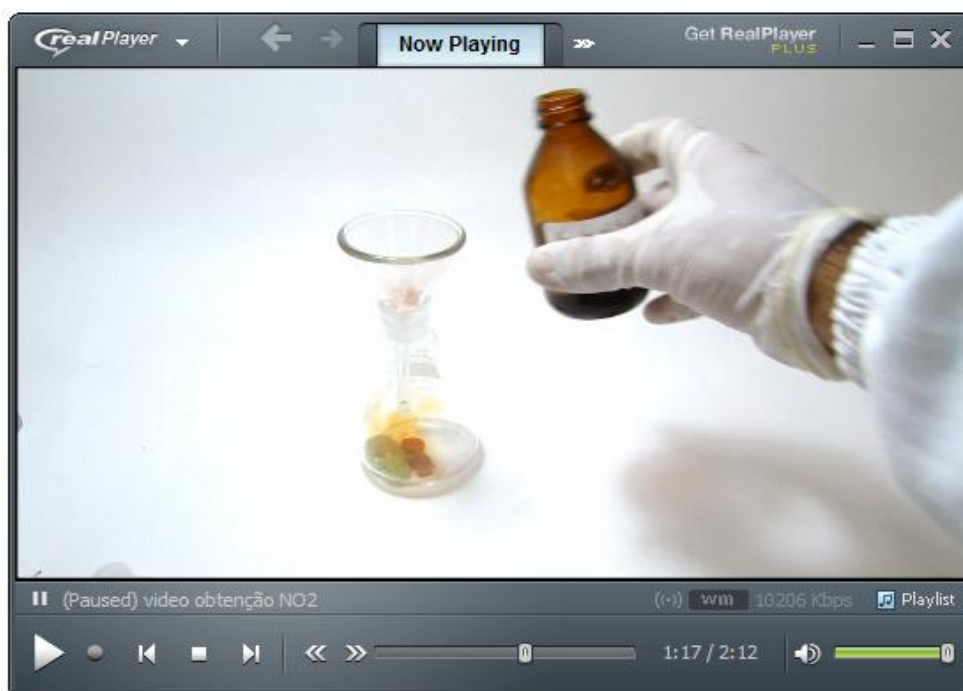 realPlayer
Now Playing
Get RealPlayer
PLUS
(Paused) video obtenção NO2
wm 10206 Kbps
Playlist
1:17 / 2:12